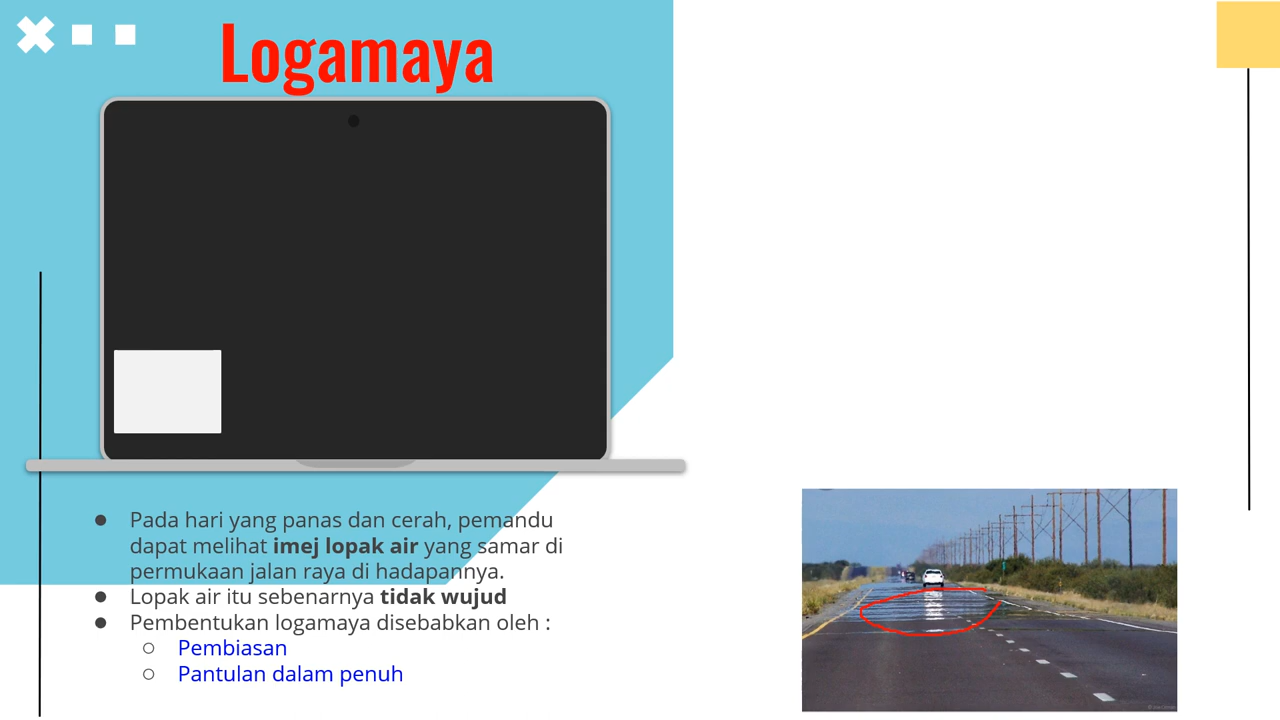 Logamaya
● Pada hari yang panas dan cerah, pemandu
dapat melihat imej lopak air yang samar di
permukaan jalan raya di hadapannya.
● Lopak air itu sebenarnya tidak wujud
● Pembentukan logamaya disebabkan oleh :
○ Pembiasan
○ Pantulan dalam penuh